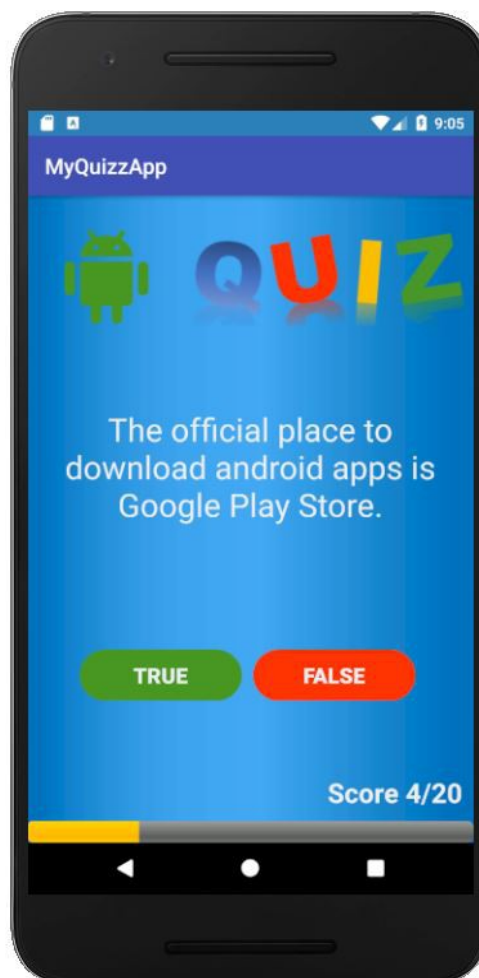 9:05
MyQuizzApp
QUIZ
The official place to
download android apps is
Google Play Store.
TRUE FALSE
Score 4/20